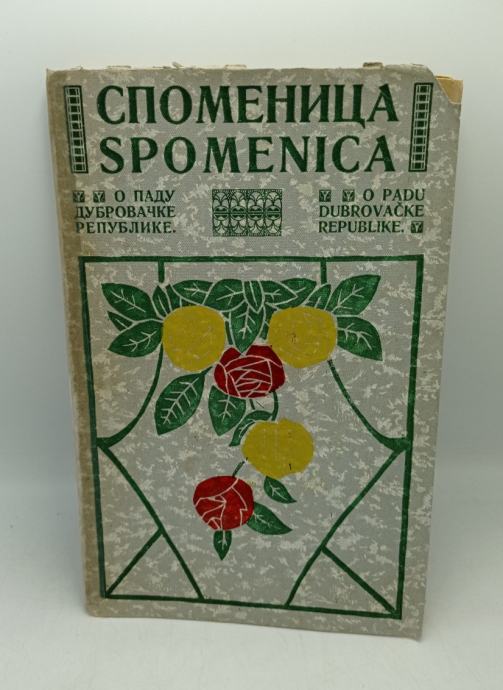 СПОМЕНИЦА
SPOMENICA
О ПАДУ
ДУБРОВАЧКЕ
РЕПУБЛИКЕ.
O PADU
DUBROVAČKE
REPUBLIKE.